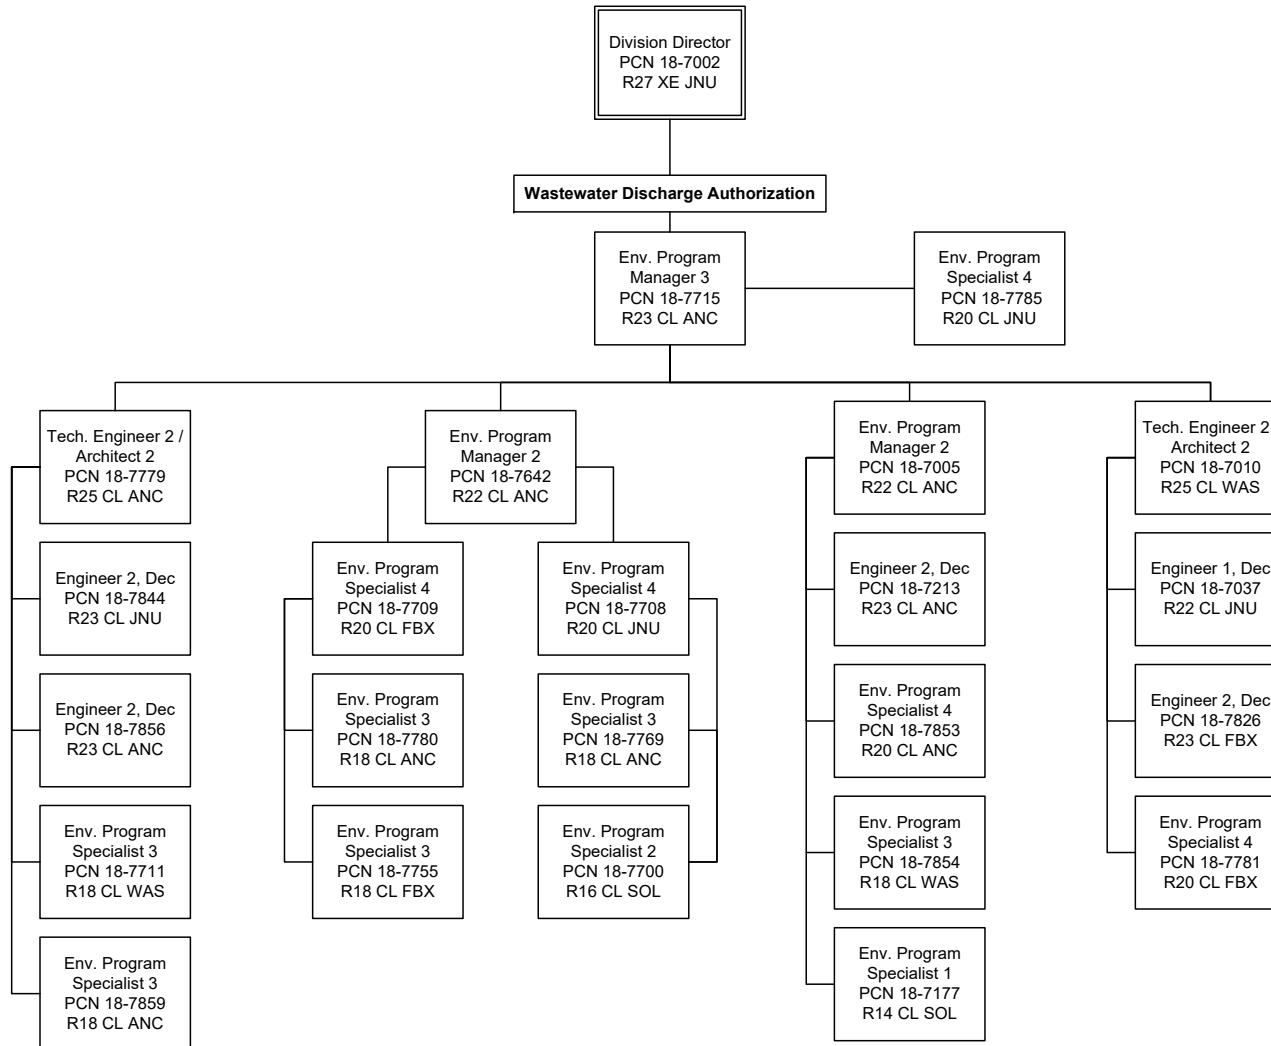 Division Director
PCN 18-7002
R27 XE JNU
Wastewater Discharge Authorization
Env. Program
Manager 3
PCN 18-7715
R23 CL ANC
Env. Program
Specialist 4
PCN 18-7785
R20 CL JNU
Tech. Engineer 2 /
Architect 2
PCN 18-7779
R25 CL ANC
Engineer 2, Dec
PCN 18-7844
R23 CL JNU
Engineer 2, Dec
PCN 18-7856
R23 CL ANC
Env. Program
Specialist 3
PCN 18-7711
R18 CL WAS
Env. Program
Specialist 3
PCN 18-7859
R18 CL ANC
Env. Program
Manager 2
PCN 18-7642
R22 CL ANC
Env. Program
Specialist 4
PCN 18-7709
R20 CL FBX
Env. Program
Specialist 3
PCN 18-7780
R18 CL ANC
Env. Program
Specialist 3
PCN 18-7755
R18 CL FBX
Env. Program
Specialist 4
PCN 18-7708
R20 CL JNU
Env. Program
Specialist 3
PCN 18-7769
R18 CL ANC
Env. Program
Specialist 2
PCN 18-7700
R16 CL SOL
Env. Program
Manager 2
PCN 18-7005
R22 CL ANC
Engineer 2, Dec
PCN 18-7213
R23 CL ANC
Env. Program
Specialist 4
PCN 18-7853
R20 CL ANC
Env. Program
Specialist 3
PCN 18-7854
R18 CL WAS
Env. Program
Specialist 1
PCN 18-7177
R14 CL SOL
Tech. Engineer 2
Architect 2
PCN 18-7010
R25 CL WAS
Engineer 1, Dec
PCN 18-7037
R22 CL JNU
Engineer 2, Dec
PCN 18-7826
R23 CL FBX
Env. Program
Specialist 4
PCN 18-7781
R20 CL FBX